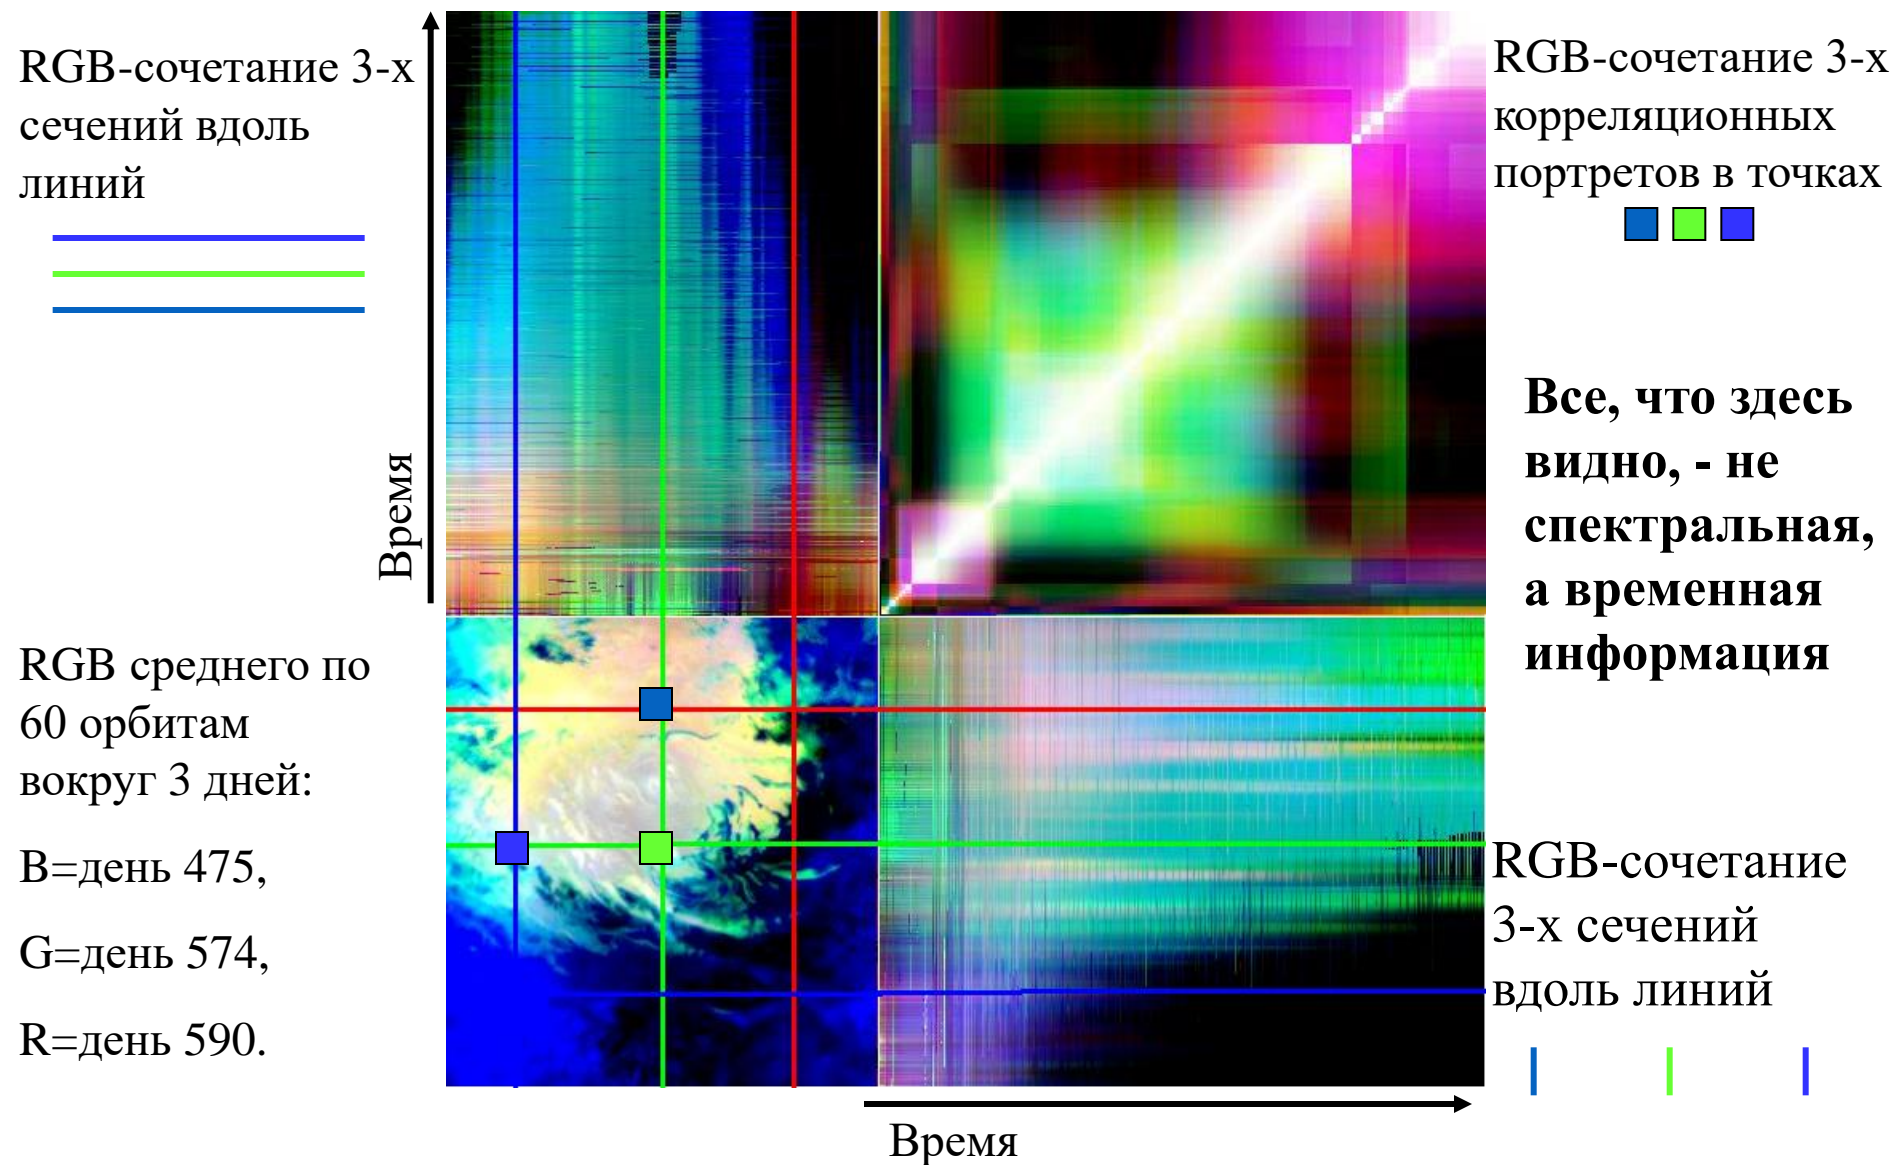 RGB-сочетание 3-х
сечений вдоль
линий
Время
RGB-сочетание 3-х
корреляционных
портретов в точках
Все, что здесь
видно, - не
спектральная,
а временная
информация
RGB среднего по
60 орбитам
вокруг 3 дней:
B=день 475,
G=день 574,
R=день 590.
RGB-сочетание
3-х сечений
вдоль линий
Время